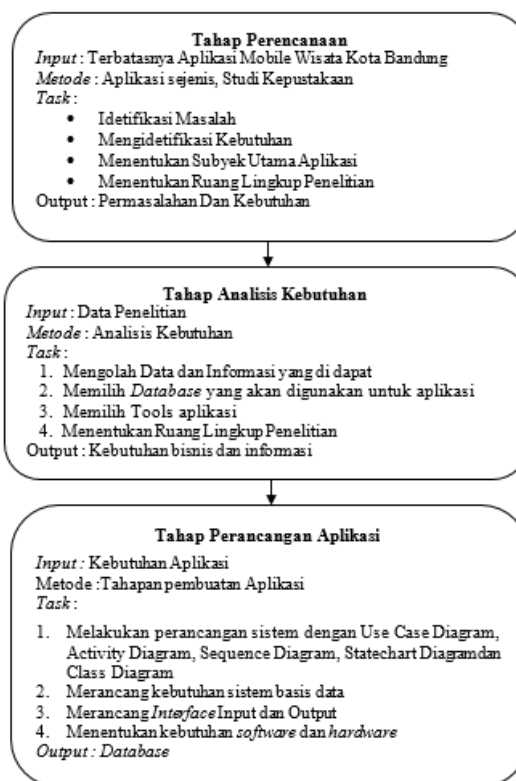 Tahap Perencanaan
Input : Terbatasnya Aplikasi Mobile Wisata Kota Bandung
Metode : Aplikasi sejenis, Studi Kepustakaan
Task :
• Idetifikasi Masalah
• Mengidetifikasi Kebutuhan
• Menentukan Subyek Utama Aplikasi
• Menentukan Ruang Lingkup Penelitian
Output : Permasalahan Dan Kebutuhan
Tahap Analisis Kebutuhan
Input : Data Penelitian
Metode : Analisis Kebutuhan
Task :
1. Mengolah Data dan Informasi yang di dapat
2. Memilih Database yang akan digunakan untuk aplikasi
3. Memilih Tools aplikasi
4. Menentukan Ruang Lingkup Penelitian
Output : Kebutuhan bisnis dan informasi
Tahap Perancangan Aplikasi
Input : Kebutuhan Aplikasi
Metode :Tahapan pembuatan Aplikasi
Task :
1. Melakukan perancangan sistem dengan Use Case Diagram,
Activity Diagram, Sequence Diagram, Statechart Diagramdan
Class Diagram
2. Merancang kebutuhan sistem basis data
3. Merancang Interface Input dan Output
4. Menentukan kebutuhan software dan hardware
Output : Database